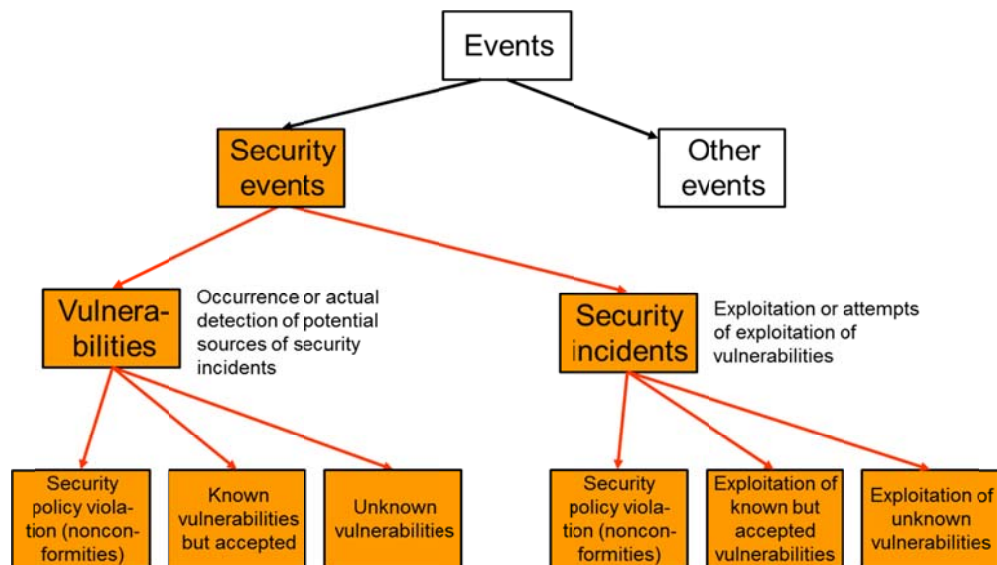 Events
Security
events
Other
events
Vulnera-
bilities
Occurrence or actual
detection of potential
sources of security
incidents
Security
incidents
Exploitation or attempts
of exploitation of
vulnerabilities
Security
policy viola-
tion (noncon-
formities)
Known
vulnerabilities
but accepted
Unknown
vulnerabilities
Security
policy viola-
tion (noncon-
formities)
Exploitation of
known but
accepted
vulnerabilities
Exploitation of
unknown
vulnerabilities